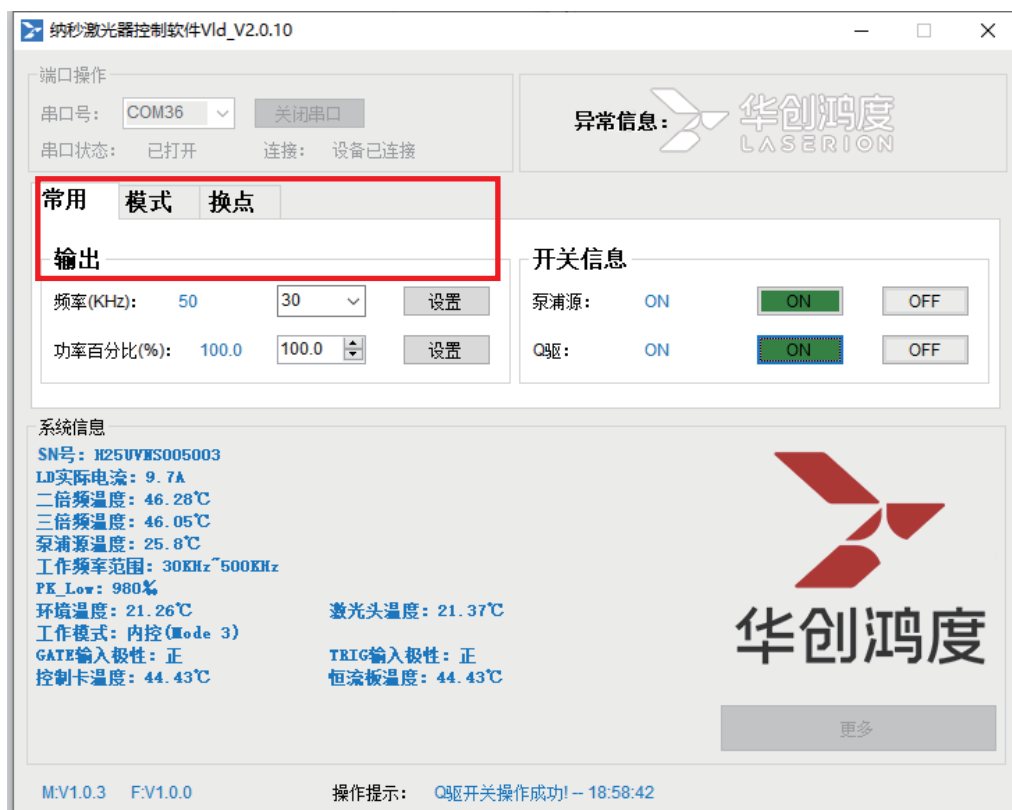 纳秒激光器控制软件Vld_V2.0.10
端口操作
串口号： COM36 关闭串口
串口状态： 已打开 连接： 设备已连接
异常信息：
华创鸿度
LASERION
常用 模式 换点
输出
频率(KHz): 50 30 设置
功率百分比(%): 100.0 100.0 设置
开关信息
泵浦源： ON ON OFF
Q驱： ON ON OFF
系统信息
SN号: H25UVNS005003
LD实际电流: 9.7A
二倍频温度: 46.28℃
三倍频温度: 46.05℃
泵浦源温度: 25.8℃
工作频率范围: 30KHz~500KHz
PK_Low: 980‰
环境温度: 21.26℃ 激光头温度: 21.37℃
工作模式: 内控(Mode 3)
GATE输入极性: 正 TRIG输入极性: 正
控制卡温度: 44.43℃ 恒流板温度: 44.43℃
华创鸿度
更多
M:V1.0.3 F:V1.0.0 操作提示： Q驱开关操作成功! -- 18:58:42